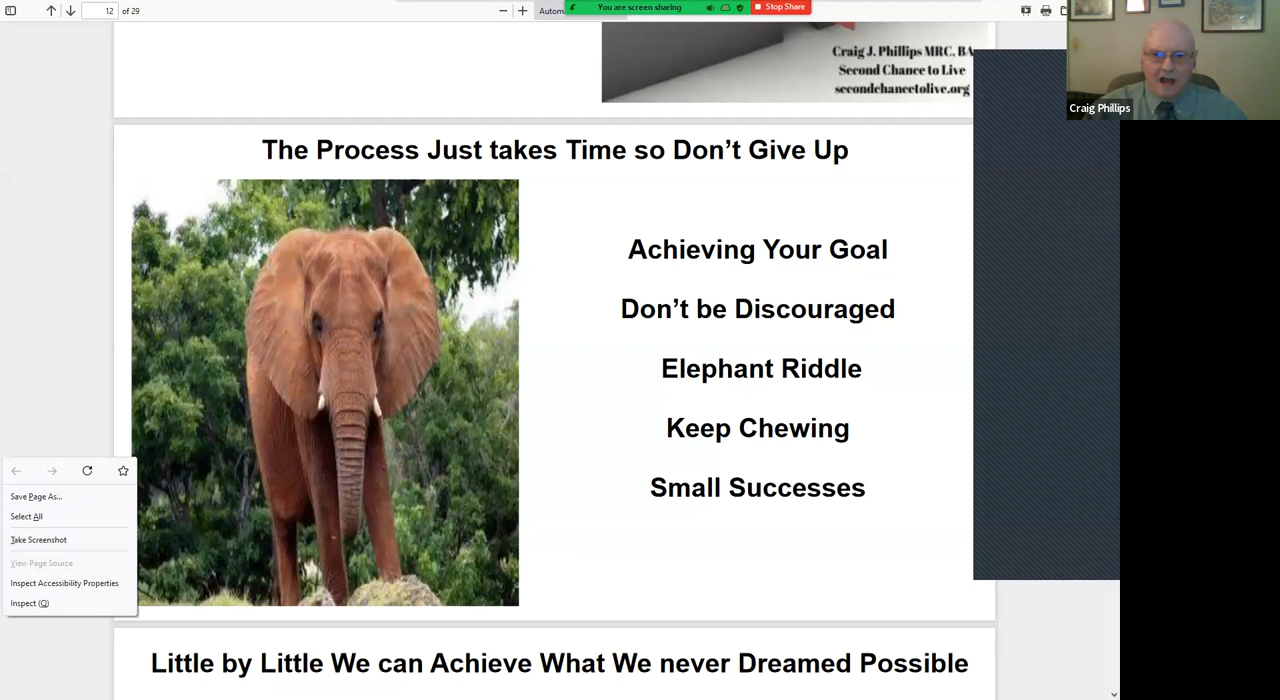 12 of 29
Autom
You are screen sharing
Stop Share
Craig Phillips
Craig J. Phillips MRC, BA
Second Chance to Live
secondchancetolive.org
The Process Just takes Time so Don't Give Up
Achieving Your Goal
Don't be Discouraged
Elephant Riddle
Keep Chewing
Small Successes
Save Page As...
Select All
Take Screenshot
View Page Source
Inspect Accessibility Properties
Inspect (Q)
Little by Little We can Achieve What We never Dreamed Possible